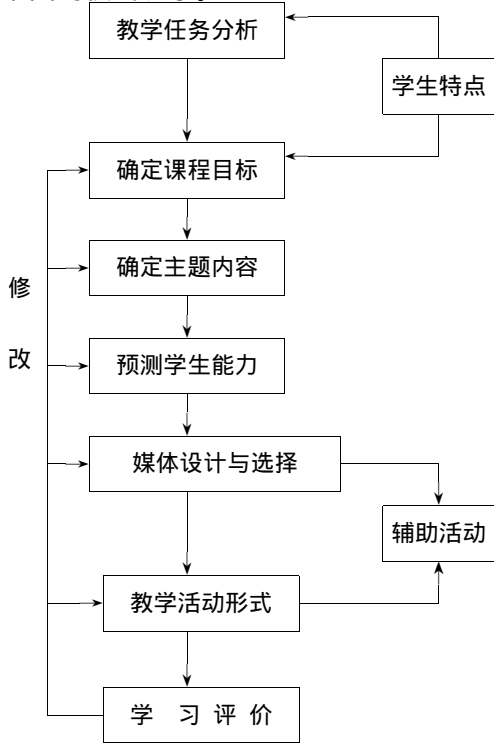 教学任务分析
学生特点
确定课程目标
确定主题内容
修
改
预测学生能力
媒体设计与选择
辅助活动
教学活动形式
学 习 评 价